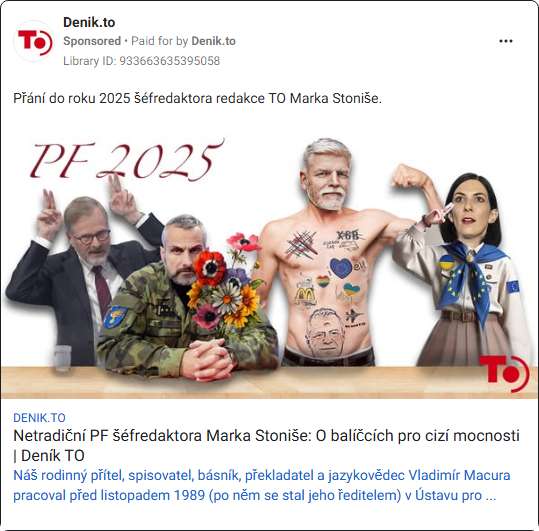 Denik.to
Sponsored • Paid for by Denik.to
Library ID: 933663635395058
Přání do roku 2025 šéfredaktora redakce TO Marka Stoniše.
PF 2025
TO
DENIK.TO
Netradiční PF šéfredaktora Marka Stoniše: O balíčcích pro cizí mocnosti
| Deník TO
Náš rodinný přítel, spisovatel, básník, překladatel a jazykovědec Vladimír Macura
pracoval před listopadem 1989 (po něm se stal jeho ředitelem) v Ústavu pro ...